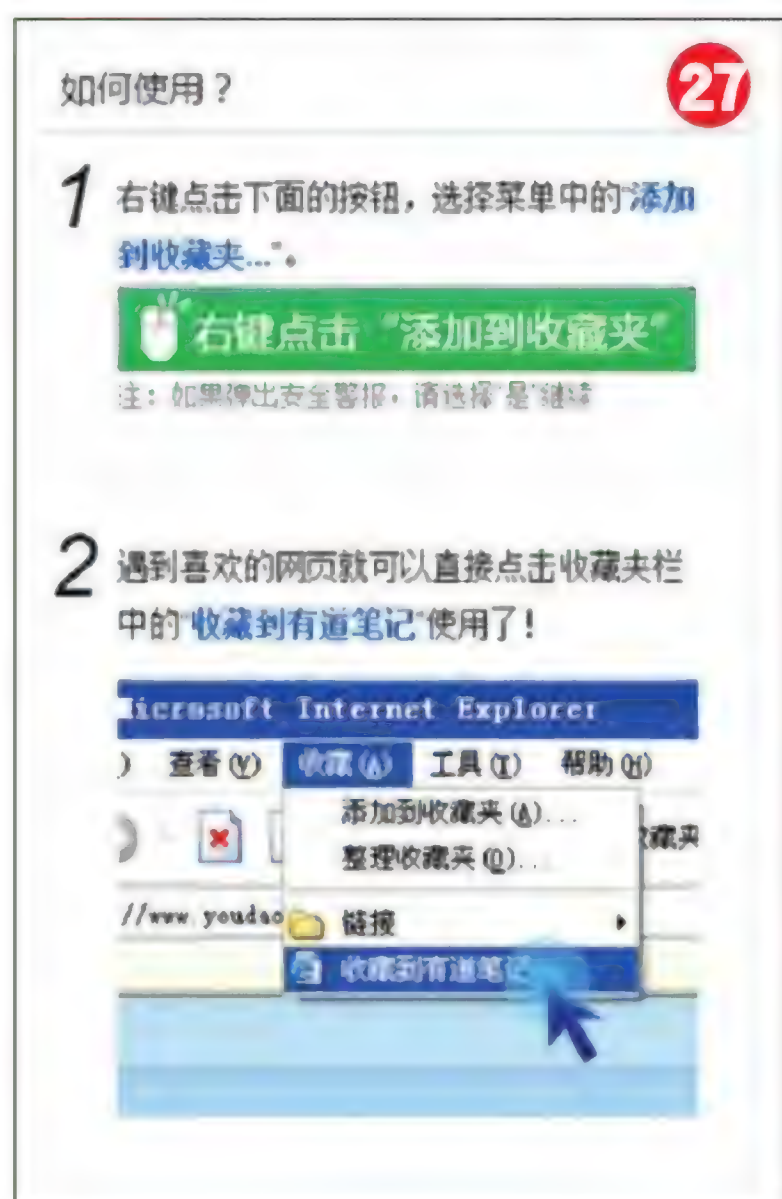 如何使用？
27
1
右键点击下面的按钮，选择菜单中的"添加
到收藏夹..."。
右键点击 "添加到收藏夹"
注：如果弹出安全警报，请选择"是"继续
2
遇到喜欢的网页就可以直接点击收藏夹栏
中的"收藏到有道笔记"使用了！
Microsoft Internet Explorer
) 查看(V) 收藏(A) 工具(T) 帮助(H)
添加到收藏夹(A)...
收藏夹
整理收藏夹(O)...
//www.youdao
链接
收藏到有道笔记